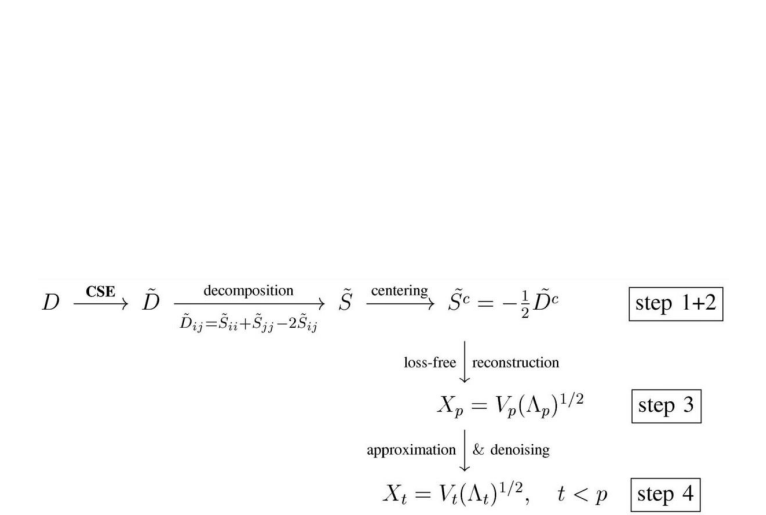 D CSE D̃ decomposition S̃ centering S̃ᶜ = −½D̃ᶜ step 1+2
D̃ᵢⱼ=S̃ᵢᵢ+S̃ⱼⱼ−2S̃ᵢⱼ
loss-free reconstruction
Xₚ = Vₚ(Λₚ)^{1/2} step 3
approximation & denoising
Xₜ = Vₜ(Λₜ)^{1/2}, t < p step 4